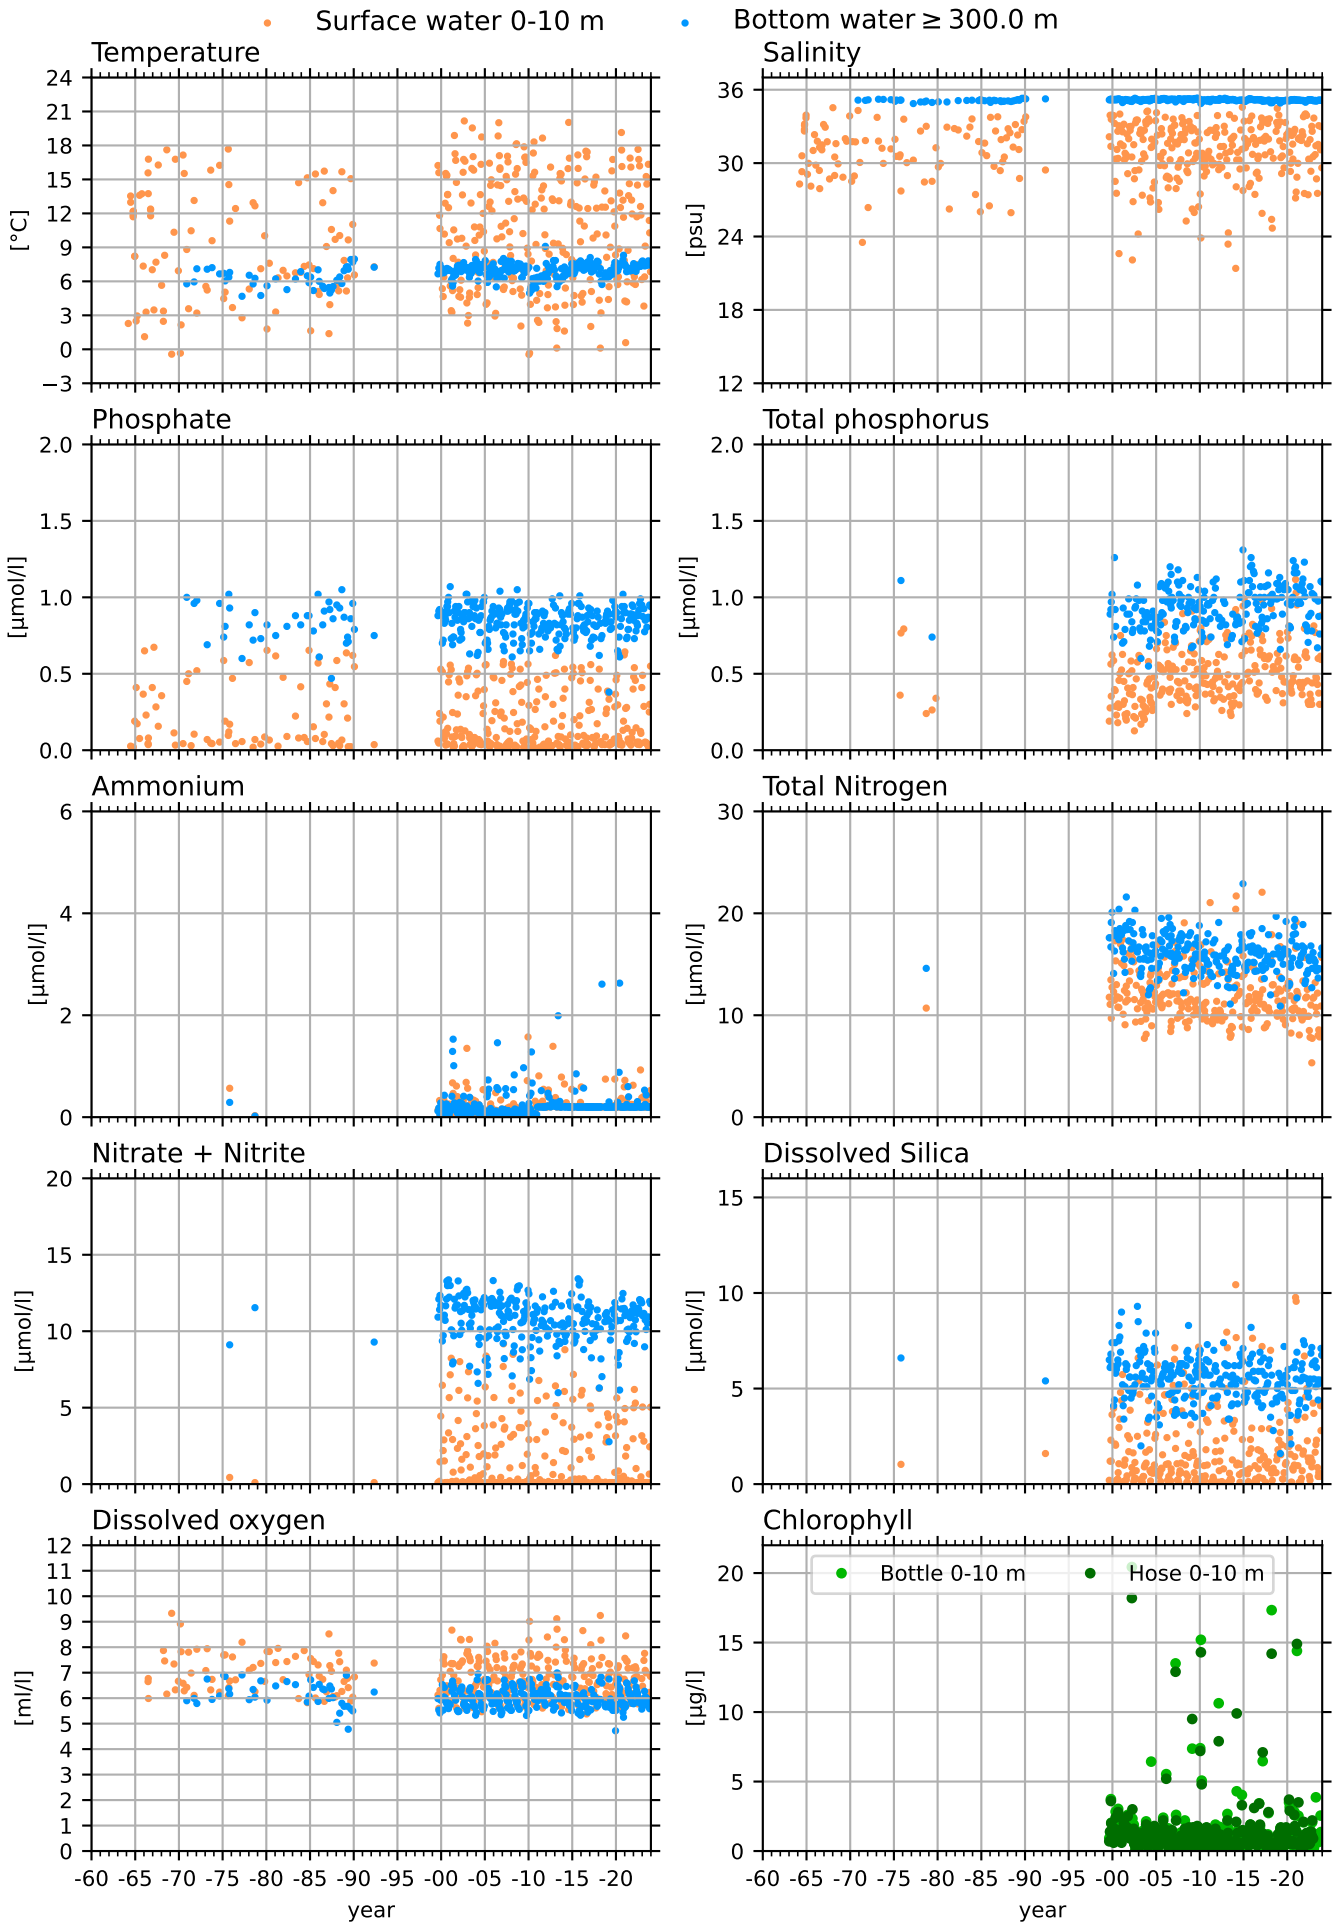 Surface water 0-10 m
Bottom water ≥ 300.0 m
Temperature
24
21
18
15
12
9
6
3
0
−3
[°C]
Salinity
36
30
24
18
12
[psu]
Phosphate
2.0
1.5
1.0
0.5
0.0
[µmol/l]
Total phosphorus
2.0
1.5
1.0
0.5
0.0
[µmol/l]
Ammonium
6
4
2
0
[µmol/l]
Total Nitrogen
30
20
10
0
[µmol/l]
Nitrate + Nitrite
20
15
10
5
0
[µmol/l]
Dissolved Silica
15
10
5
0
[µmol/l]
Dissolved oxygen
12
11
10
9
8
7
6
5
4
3
2
1
0
[ml/l]
-60 -65 -70 -75 -80 -85 -90 -95 -00 -05 -10 -15 -20
year
Chlorophyll
Bottle 0-10 m
Hose 0-10 m
20
15
10
5
0
[µg/l]
-60 -65 -70 -75 -80 -85 -90 -95 -00 -05 -10 -15 -20
year